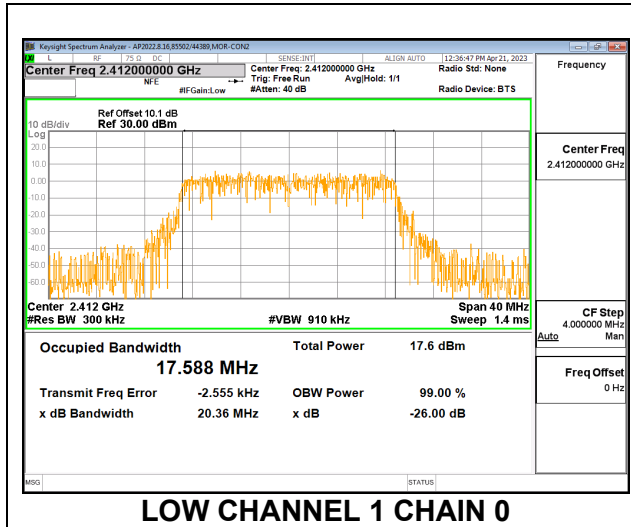 Keysight Spectrum Analyzer - AP2022.8.16,85502/44389,MOR-CON2
L RF 75 Ω DC SENSE:INT ALIGN AUTO 12:36:47 PM Apr 21, 2023
Center Freq 2.412000000 GHz
NFE
#IFGain:Low
Center Freq: 2.412000000 GHz
Trig: Free Run Avg|Hold: 1/1
#Atten: 40 dB
Radio Std: None
Radio Device: BTS
Frequency
Ref Offset 10.1 dB
10 dB/div Ref 30.00 dBm
Log
20.0
10.0
0.00
-10.0
-20.0
-30.0
-40.0
-50.0
-60.0
Center 2.412 GHz Span 40 MHz
#Res BW 300 kHz #VBW 910 kHz Sweep 1.4 ms
Occupied Bandwidth Total Power 17.6 dBm
17.588 MHz
Transmit Freq Error -2.555 kHz OBW Power 99.00 %
x dB Bandwidth 20.36 MHz x dB -26.00 dB
Center Freq
2.412000000 GHz
CF Step
4.000000 MHz
Auto Man
Freq Offset
0 Hz
MSG STATUS
LOW CHANNEL 1 CHAIN 0